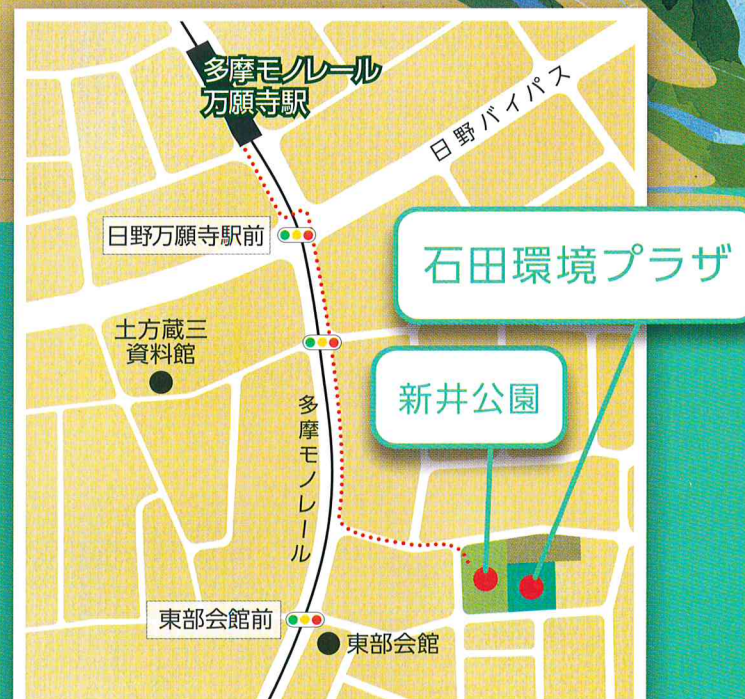 多摩モノレール
万願寺駅
日野バイパス
日野万願寺駅前
石田環境プラザ
土方蔵三
資料館
新井公園
多摩モノレール
東部会館前
東部会館